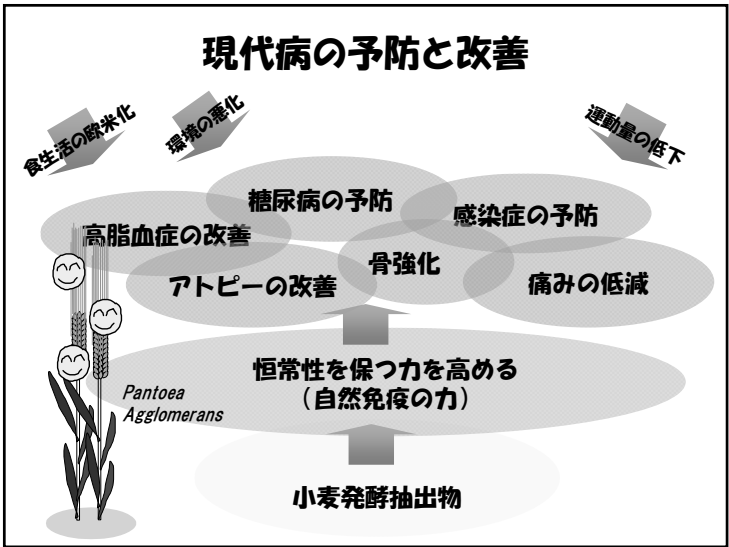 現代病の予防と改善
食生活の欧米化
環境の悪化
運動量の低下
糖尿病の予防
感染症の予防
高脂血症の改善
骨強化
アトピーの改善
痛みの低減
恒常性を保つ力を高める
（自然免疫の力）
Pantoea
Agglomerans
小麦発酵抽出物